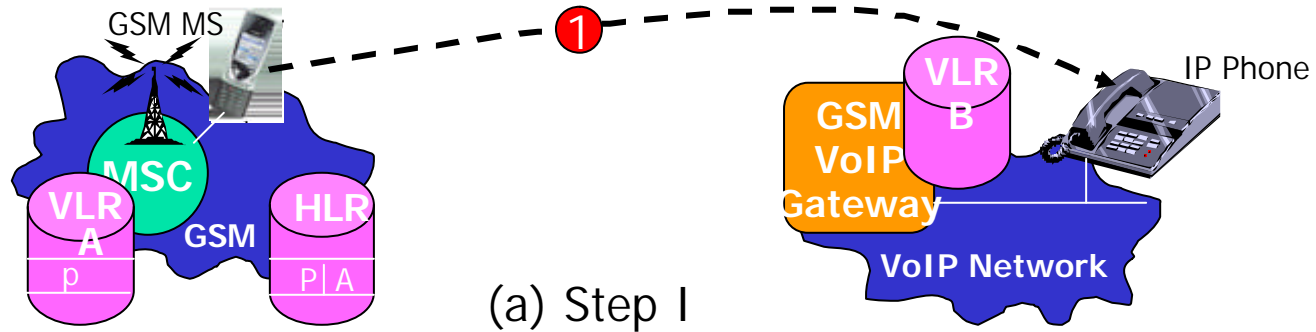 GSM MS
1
IP Phone
VLR
B
GSM
VoIP
Gateway
MSC
VLR
A
p
GSM
HLR
P|A
VoIP Network
(a) Step I